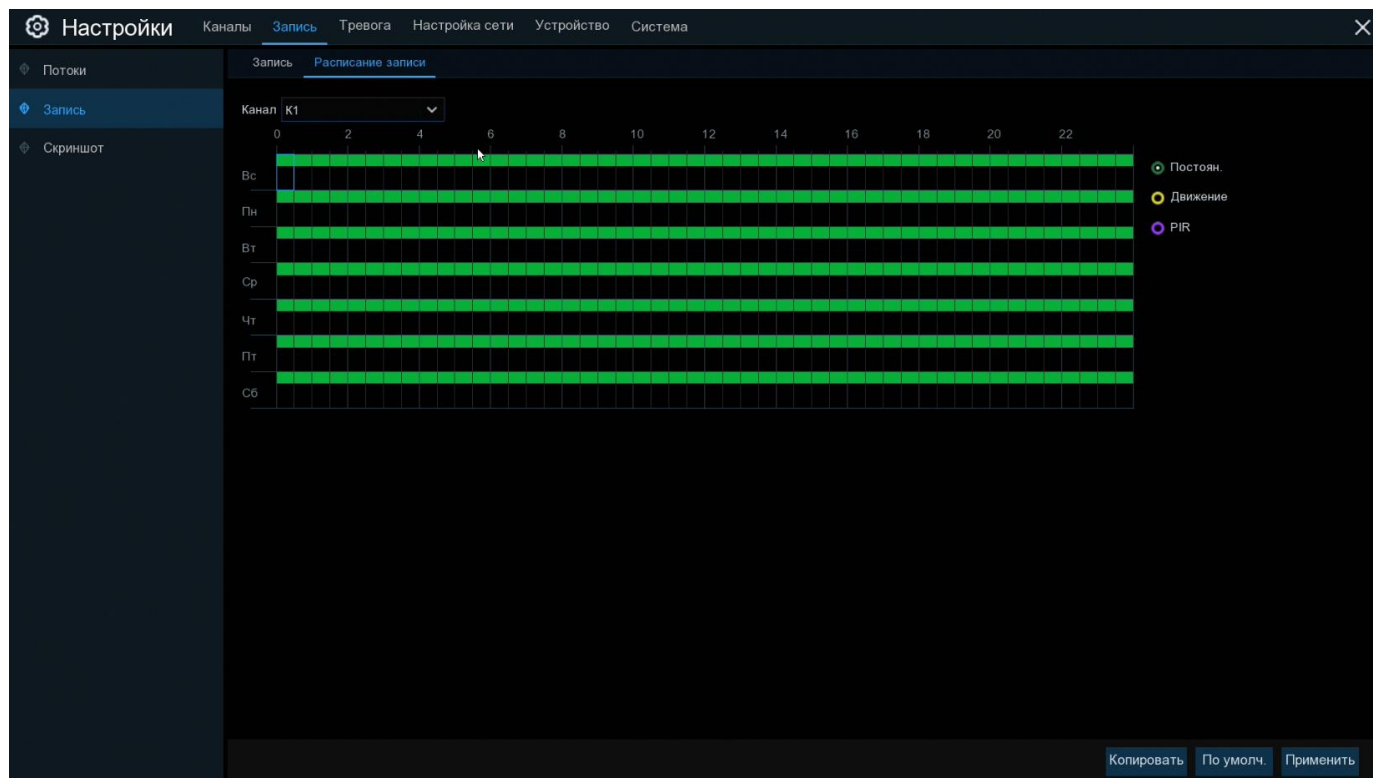 Настройки Каналы Запись Тревога Настройка сети Устройство Система
Потоки
Запись
Скриншот
Запись Расписание записи
Канал К1
0 2 4 6 8 10 12 14 16 18 20 22
Вс
Пн
Вт
Ср
Чт
Пт
Сб
Постоян.
Движение
PIR
Копировать По умолч. Применить